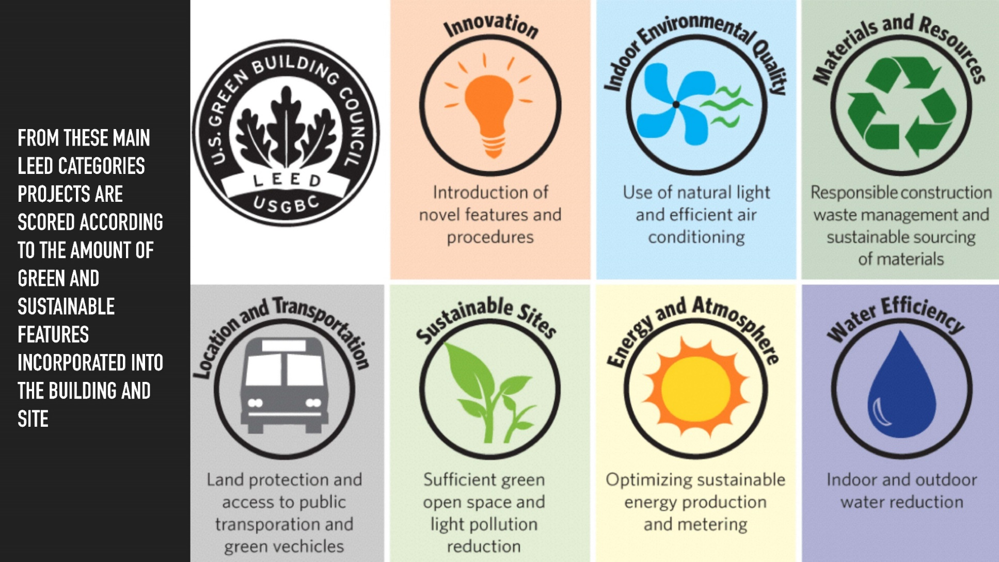 FROM THESE MAIN
LEED CATEGORIES
PROJECTS ARE
SCORED ACCORDING
TO THE AMOUNT OF
GREEN AND
SUSTAINABLE
FEATURES
INCORPORATED INTO
THE BUILDING AND
SITE
U.S. GREEN BUILDING COUNCIL
LEED
USGBC
Innovation
Introduction of
novel features and
procedures
Indoor Environmental Quality
Use of natural light
and efficient air
conditioning
Materials and Resources
Responsible construction
waste management and
sustainable sourcing
of materials
Location and Transportation
Land protection and
access to public
transporation and
green vechicles
Sustainable Sites
Sufficient green
open space and
light pollution
reduction
Energy and Atmosphere
Optimizing sustainable
energy production
and metering
Water Efficiency
Indoor and outdoor
water reduction